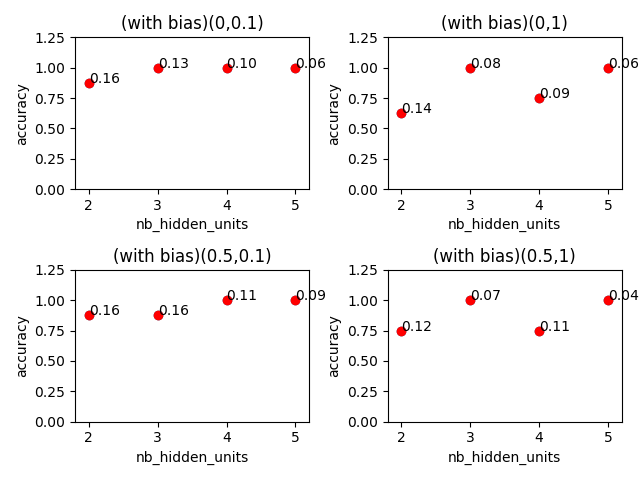 (with bias)(0,0.1)
1.25
1.00
0.75
0.50
0.25
0.00
accuracy
0.16
0.13
0.10
0.06
2 3 4 5
nb_hidden_units
(with bias)(0,1)
1.25
1.00
0.75
0.50
0.25
0.00
accuracy
0.14
0.08
0.09
0.06
2 3 4 5
nb_hidden_units
(with bias)(0.5,0.1)
1.25
1.00
0.75
0.50
0.25
0.00
accuracy
0.16
0.16
0.11
0.09
2 3 4 5
nb_hidden_units
(with bias)(0.5,1)
1.25
1.00
0.75
0.50
0.25
0.00
accuracy
0.12
0.07
0.11
0.04
2 3 4 5
nb_hidden_units